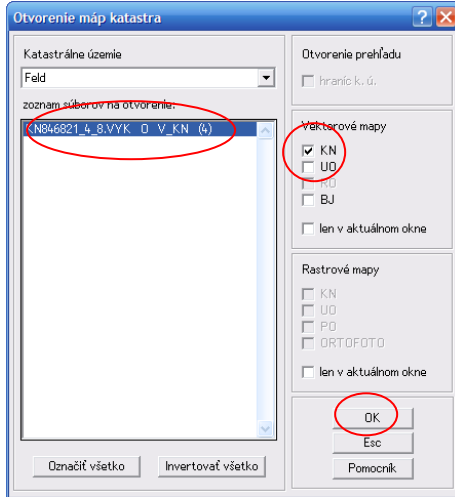 Otvorenie máp katastra
Katastrálne územie
Feld
zoznam súborov na otvorenie:
KN846821_4_8.VYK O V_KN (4)
Označiť všetko
Invertovať všetko
Otvorenie prehľadu
hraníc k. ú.
Vektorové mapy
KN
UO
RO
BJ
len v aktuálnom okne
Rastrové mapy
KN
UO
PO
ORTOFOTO
len v aktuálnom okne
OK
Esc
Pomocník